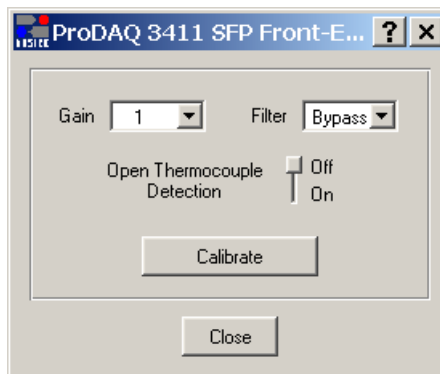 ProDAQ 3411 SFP Front-E... ? ×
Gain 1 Filter Bypass
Open Thermocouple
Detection
Off
On
Calibrate
Close